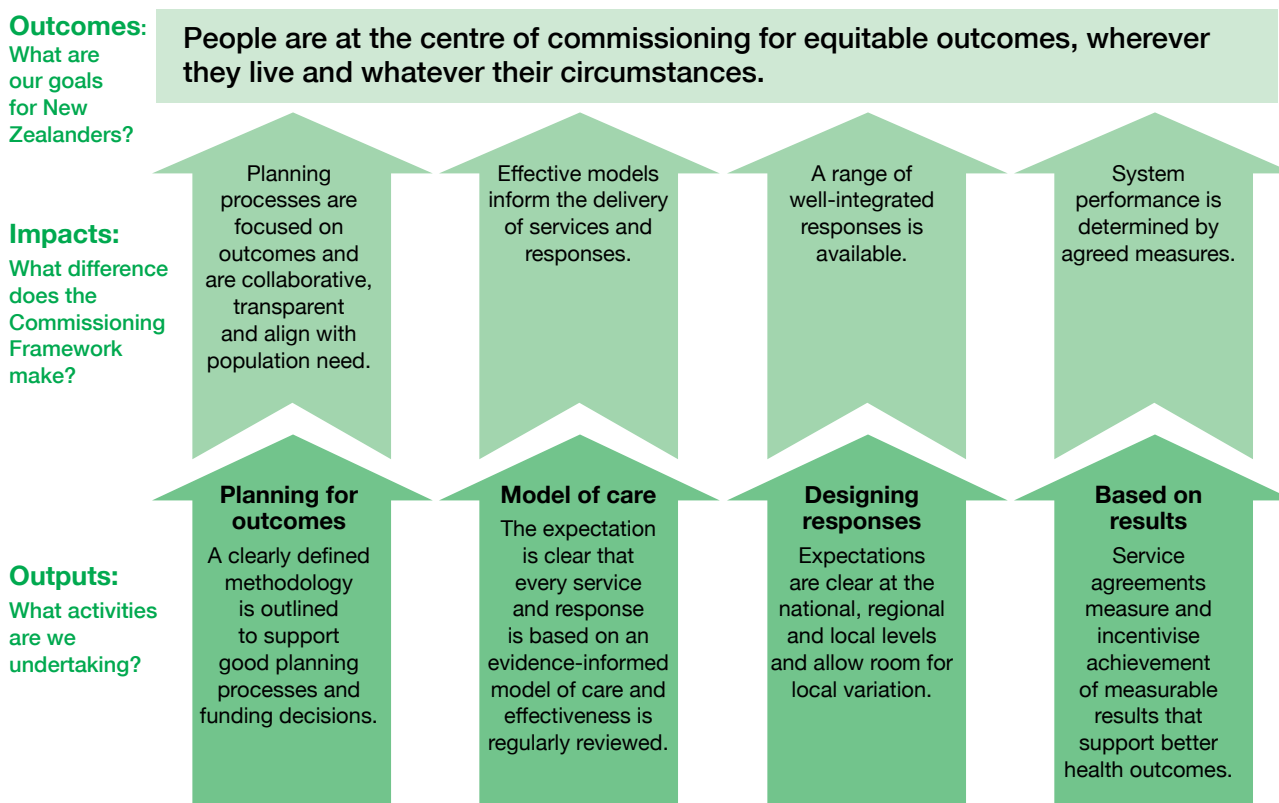 Outcomes:
What are
our goals
for New
Zealanders?
People are at the centre of commissioning for equitable outcomes, wherever
they live and whatever their circumstances.
Impacts:
What difference
does the
Commissioning
Framework
make?
Planning
processes are
focused on
outcomes and
are collaborative,
transparent
and align with
population need.
Effective models
inform the delivery
of services and
responses.
A range of
well-integrated
responses is
available.
System
performance is
determined by
agreed measures.
Outputs:
What activities
are we
undertaking?
Planning for
outcomes
A clearly defined
methodology
is outlined
to support
good planning
processes and
funding decisions.
Model of care
The expectation
is clear that
every service
and response
is based on an
evidence-informed
model of care and
effectiveness is
regularly reviewed.
Designing
responses
Expectations
are clear at the
national, regional
and local levels
and allow room for
local variation.
Based on
results
Service
agreements
measure and
incentivise
achievement
of measurable
results that
support better
health outcomes.